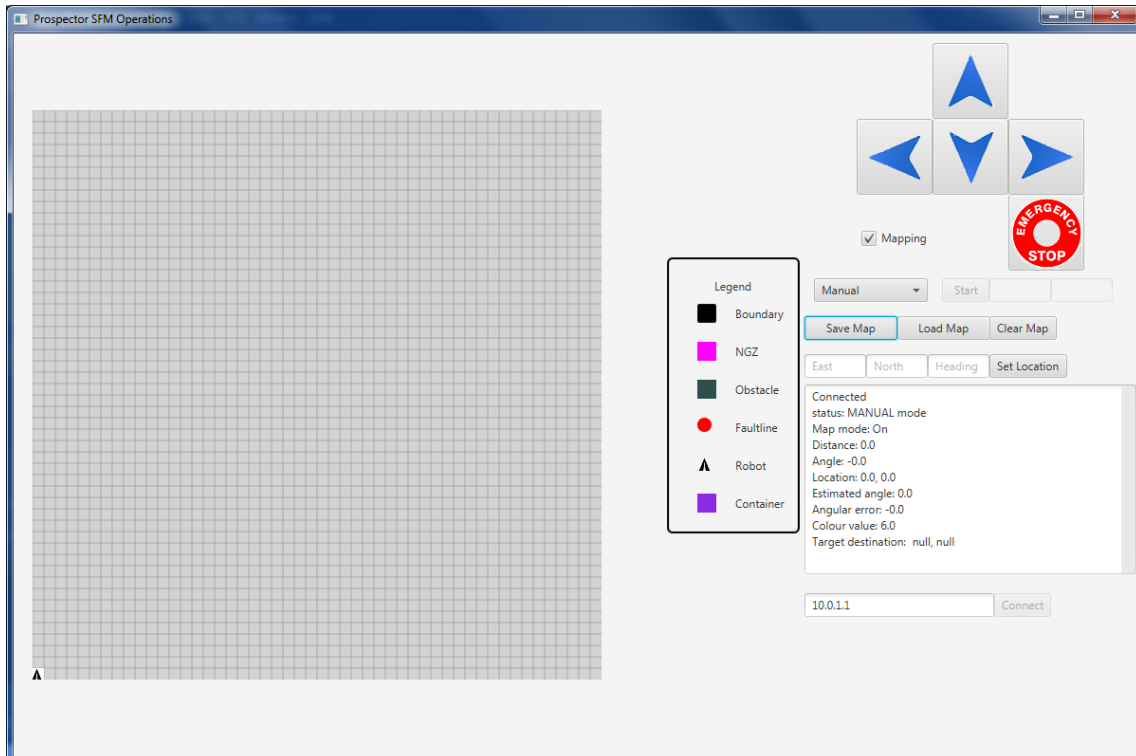 Prospector SFM Operations
EMERGENCY
STOP
Mapping
Legend
Boundary
NGZ
Obstacle
Faultline
Robot
Container
Manual
Start
Save Map
Load Map
Clear Map
East
North
Heading
Set Location
Connected
status: MANUAL mode
Map mode: On
Distance: 0.0
Angle: -0.0
Location: 0.0, 0.0
Estimated angle: 0.0
Angular error: -0.0
Colour value: 6.0
Target destination:  null, null
10.0.1.1
Connect